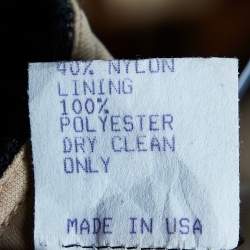 40% NYLON
LINING
100%
POLYESTER
DRY CLEAN
ONLY
MADE IN USA